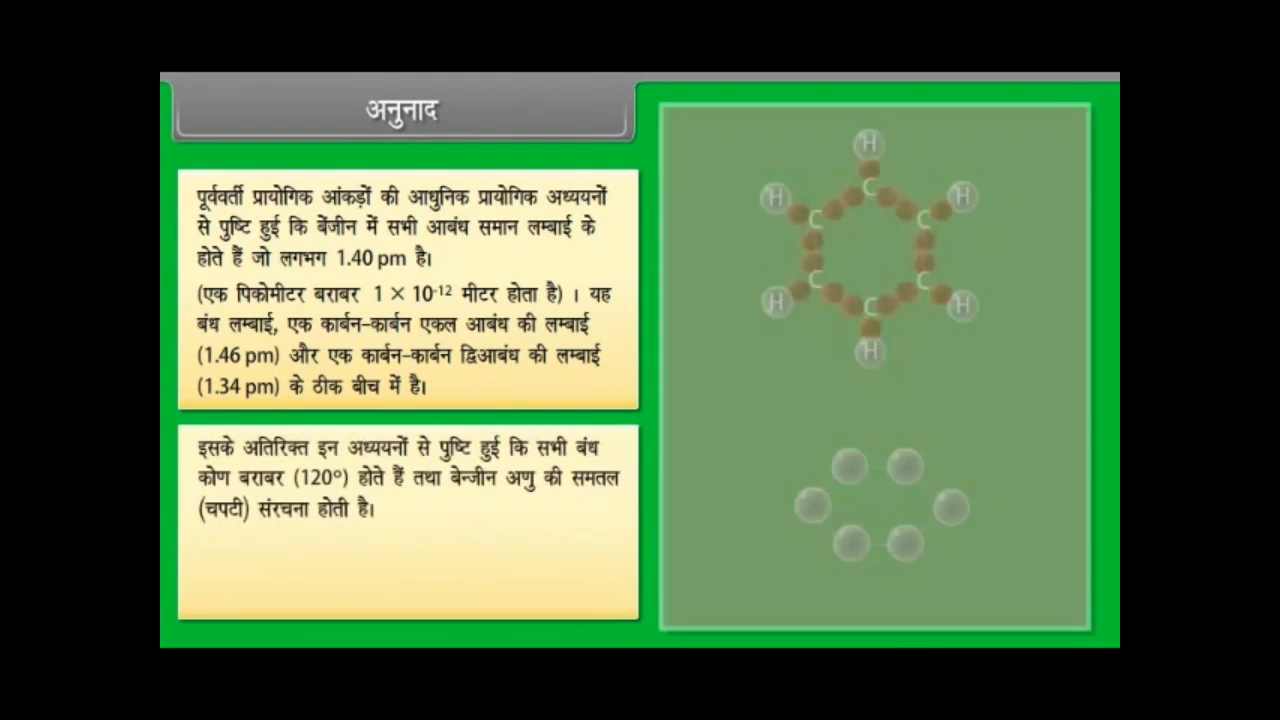 अनुनाद
पूर्ववर्ती प्रायोगिक आंकड़ों की आधुनिक प्रायोगिक अध्ययनों
से पुष्टि हुई कि बेंजीन में सभी आबंध समान लम्बाई के
होते हैं जो लगभग 1.40 pm है।
(एक पिकोमीटर बराबर 1 × 10⁻¹² मीटर होता है) । यह
बंध लम्बाई, एक कार्बन-कार्बन एकल आबंध की लम्बाई
(1.46 pm) और एक कार्बन-कार्बन द्विआबंध की लम्बाई
(1.34 pm) के ठीक बीच में है।
इसके अतिरिक्त इन अध्ययनों से पुष्टि हुई कि सभी बंध
कोण बराबर (120°) होते हैं तथा बेन्जीन अणु की समतल
(चपटी) संरचना होती है।
H
C
H H
C C
C C
H H
C
H